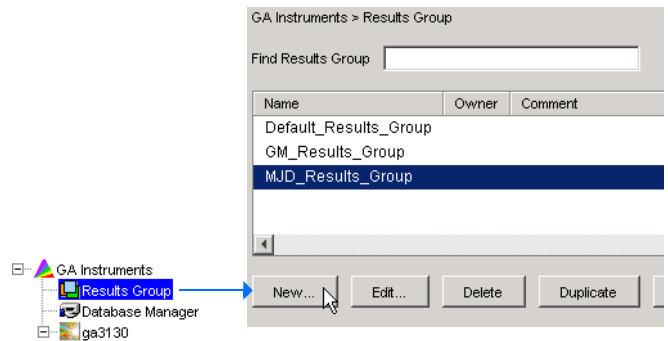 GA Instruments > Results Group
Find Results Group
Name Owner Comment
Default_Results_Group
GM_Results_Group
MJD_Results_Group
GA Instruments
Results Group
Database Manager
ga3130
New... Edit... Delete Duplicate